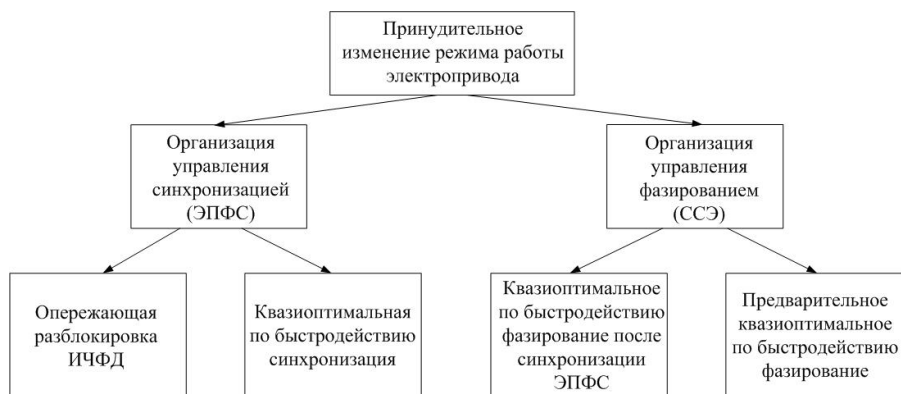 Принудительное
изменение режима работы
электропривода
Организация
управления
синхронизацией
(ЭПФС)
Организация
управления
фазированием
(ССЭ)
Опережающая
разблокировка
ИЧФД
Квазиоптимальная
по быстродействию
синхронизация
Квазиоптимальное
по быстродействию
фазирование после
синхронизации
ЭПФС
Предварительное
квазиоптимальное
по быстродействию
фазирование